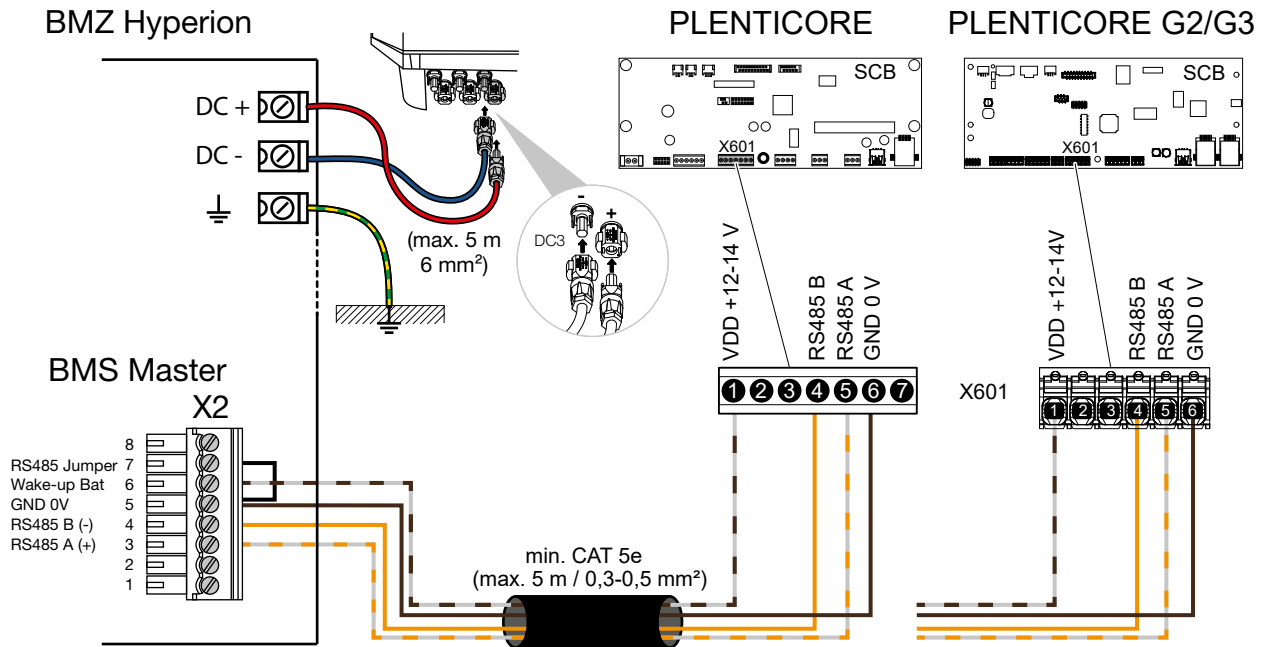 BMZ Hyperion
PLENTICORE
PLENTICORE G2/G3
DC +
DC -
(max. 5 m
6 mm²)
DC3
-
+
SCB
X601
SCB
X601
VDD +12-14 V
RS485 B
RS485 A
GND 0 V
VDD +12-14V
RS485 B
RS485 A
GND 0 V
1 2 3 4 5 6 7
X601
1 2 3 4 5 6
BMS Master
X2
8
RS485 Jumper 7
Wake-up Bat 6
GND 0V 5
RS485 B (-) 4
RS485 A (+) 3
2
1
min. CAT 5e
(max. 5 m / 0,3-0,5 mm²)